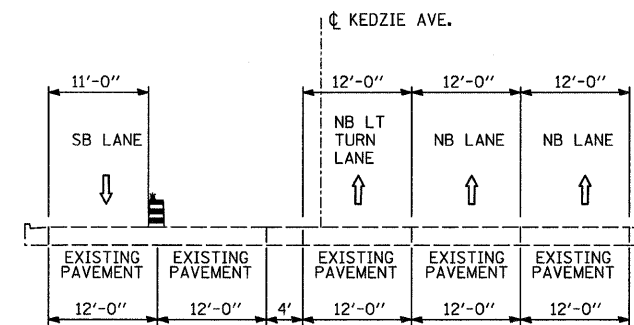 ℄ KEDZIE AVE.
11'-0" 12'-0" 12'-0" 12'-0"
SB LANE
NB LT
TURN
LANE
NB LANE
NB LANE
EXISTING PAVEMENT
EXISTING PAVEMENT
EXISTING PAVEMENT
EXISTING PAVEMENT
EXISTING PAVEMENT
12'-0" 12'-0" 4' 12'-0" 12'-0" 12'-0"